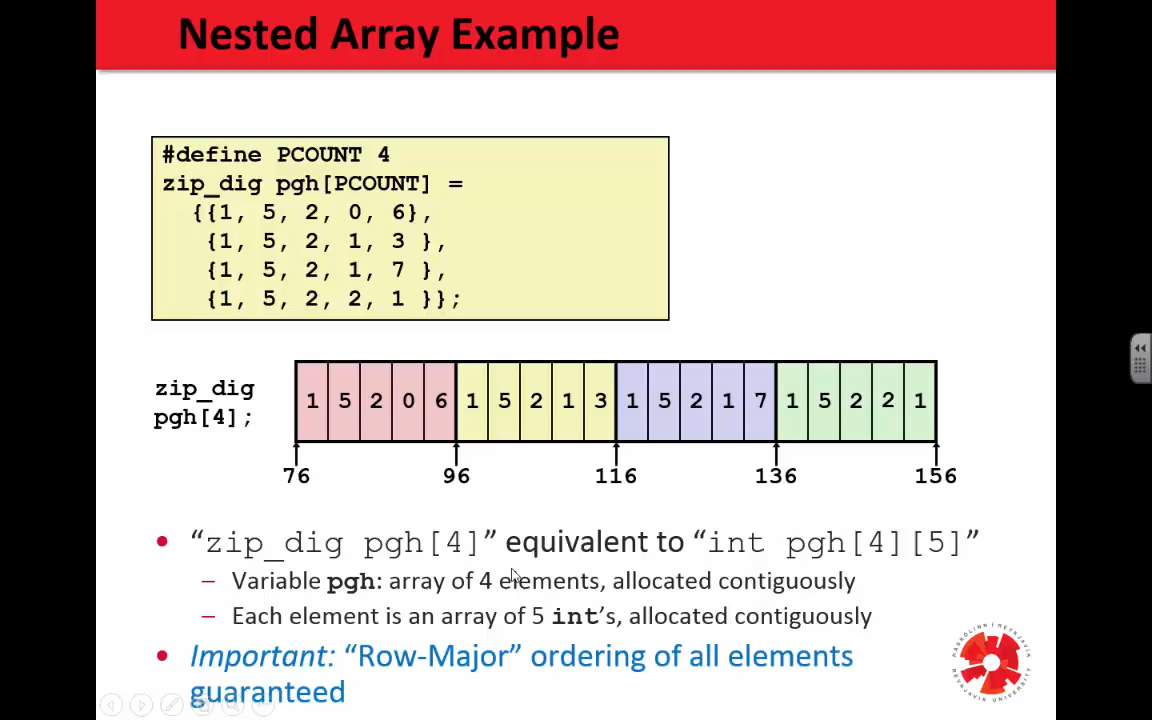 Nested Array Example
#define PCOUNT 4
zip_dig pgh[PCOUNT] =
{{1, 5, 2, 0, 6},
{1, 5, 2, 1, 3 },
{1, 5, 2, 1, 7 },
{1, 5, 2, 2, 1 }};
zip_dig
pgh[4];
1 5 2 0 6 1 5 2 1 3 1 5 2 1 7 1 5 2 2 1
76 96 116 136 156
• “zip_dig pgh[4]” equivalent to “int pgh[4][5]”
– Variable pgh: array of 4 elements, allocated contiguously
– Each element is an array of 5 int’s, allocated contiguously
• Important: “Row-Major” ordering of all elements
guaranteed
HÁSKÓLINN Í REYKJAVÍK
REYKJAVIK UNIVERSITY